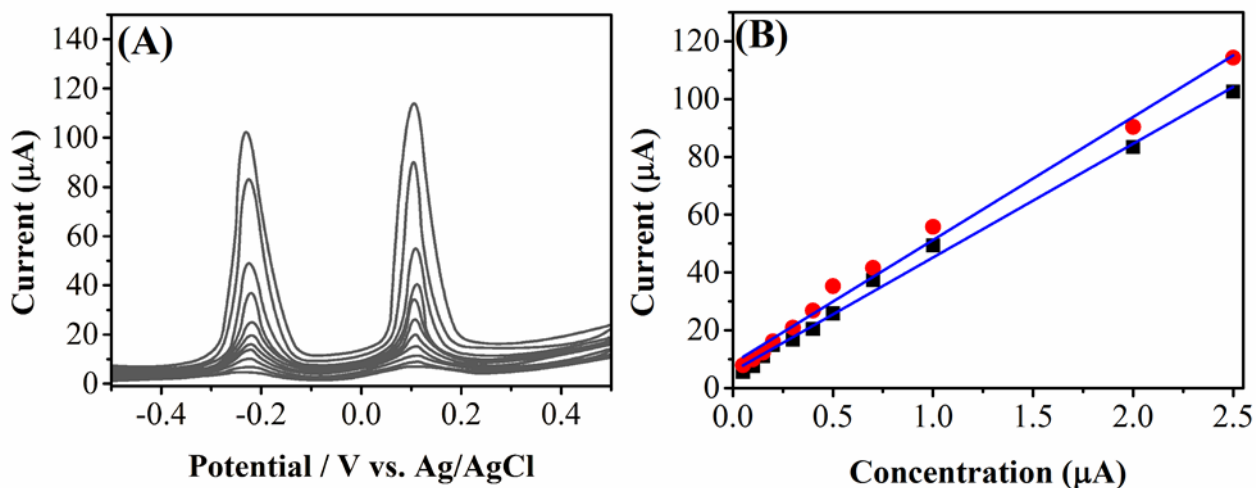 (A)
140
120
100
80
60
40
20
0
Current (µA)
-0.4 -0.2 0.0 0.2 0.4
Potential / V vs. Ag/AgCl
(B)
120
100
80
60
40
20
0
Current (µA)
0.0 0.5 1.0 1.5 2.0 2.5
Concentration (µA)